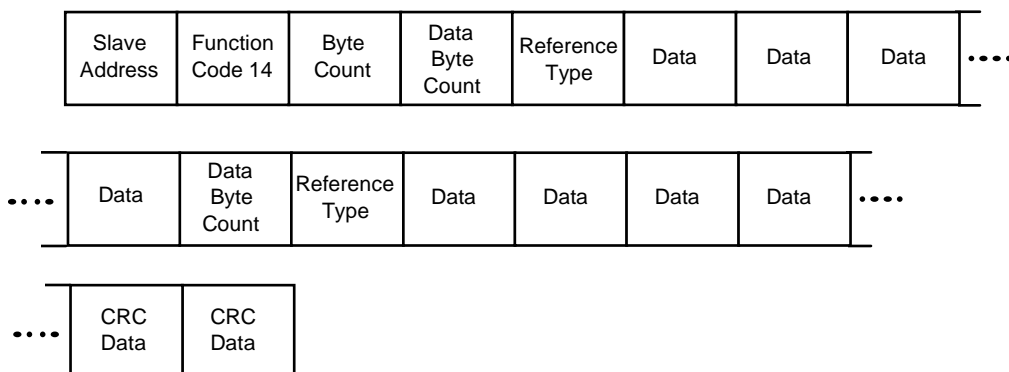 Slave
Address
Function
Code 14
Byte
Count
Data
Byte
Count
Reference
Type
Data
Data
Data
Data
Data
Byte
Count
Reference
Type
Data
Data
Data
Data
CRC
Data
CRC
Data